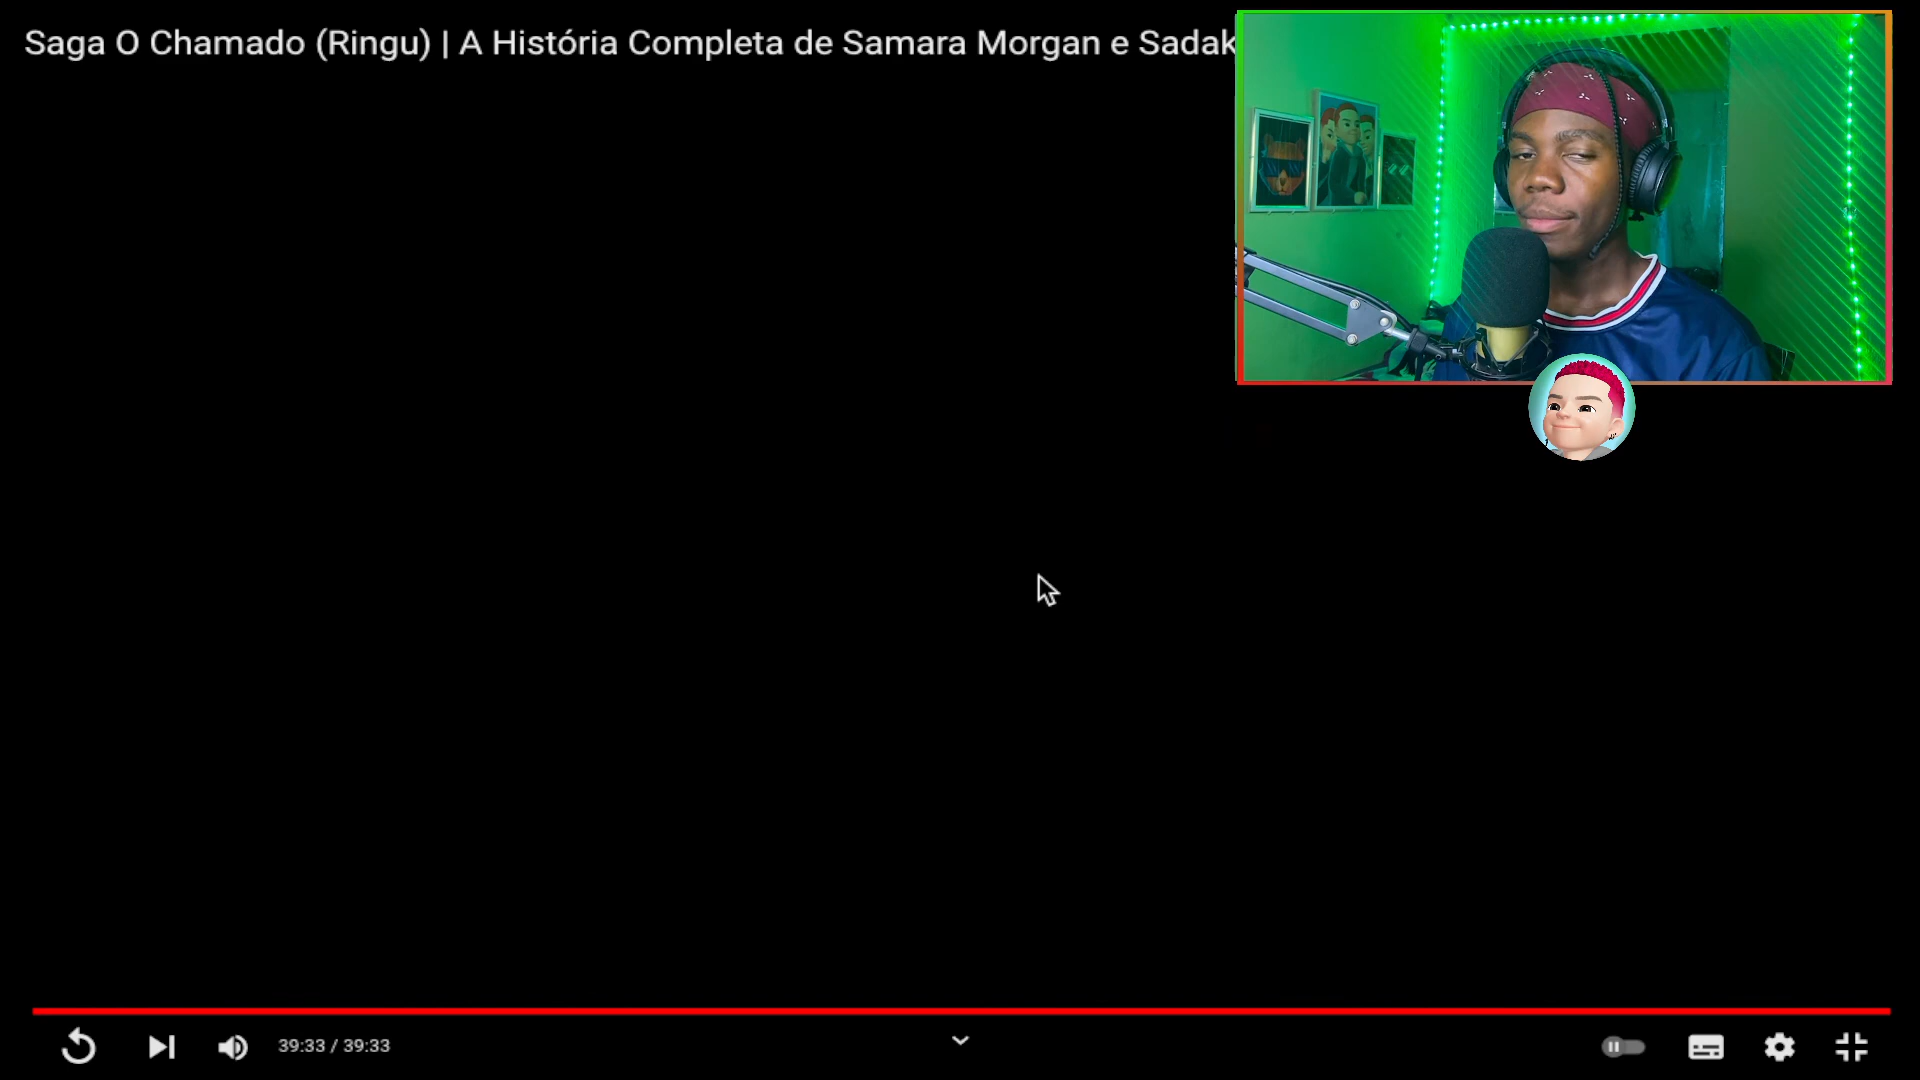 Saga O Chamado (Ringu) | A História Completa de Samara Morgan e Sadak
39:33 / 39:33